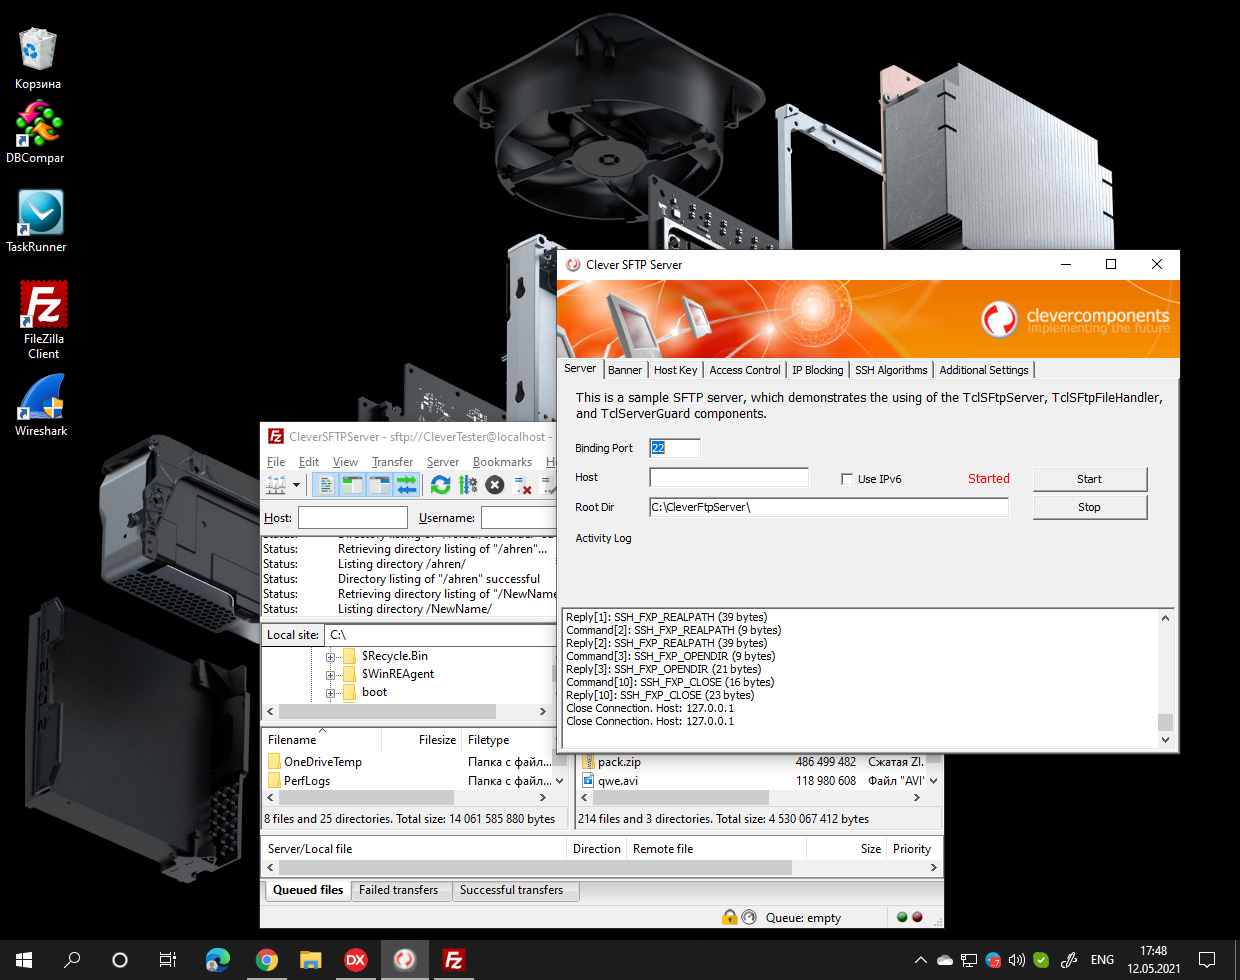 Корзина
DBCompar
TaskRunner
FileZilla
Client
Wireshark
Clever SFTP Server
clevercomponents
implementing the future
Server Banner Host Key Access Control IP Blocking SSH Algorithms Additional Settings
This is a sample SFTP server, which demonstrates the using of the TclSFtpServer, TclSFtpFileHandler,
and TclServerGuard components.
Binding Port 22
Host Use IPv6 Started Start
Root Dir C:\CleverFtpServer\ Stop
Activity Log
Reply[1]: SSH_FXP_REALPATH (39 bytes)
Command[2]: SSH_FXP_REALPATH (9 bytes)
Reply[2]: SSH_FXP_REALPATH (39 bytes)
Command[3]: SSH_FXP_OPENDIR (9 bytes)
Reply[3]: SSH_FXP_OPENDIR (21 bytes)
Command[10]: SSH_FXP_CLOSE (16 bytes)
Reply[10]: SSH_FXP_CLOSE (23 bytes)
Close Connection. Host: 127.0.0.1
Close Connection. Host: 127.0.0.1
CleverSFTPServer - sftp://CleverTester@localhost -
File Edit View Transfer Server Bookmarks
Host: Username:
Status: Retrieving directory listing of "/ahren"...
Status: Listing directory /ahren/
Status: Directory listing of "/ahren" successful
Status: Retrieving directory listing of "/NewName
Status: Listing directory /NewName/
Local site: C:\
$Recycle.Bin
$WinREAgent
boot
Filename Filesize Filetype
OneDriveTemp Папка с файл...
PerfLogs Папка с файл...
8 files and 25 directories. Total size: 14 061 585 880 bytes
pack.zip 486 499 482 Сжатая ZI.
qwe.avi 118 980 608 Файл "AVI"
214 files and 3 directories. Total size: 4 530 067 412 bytes
Server/Local file Direction Remote file Size Priority
Queued files Failed transfers Successful transfers
Queue: empty
DX
ENG
17:48
12.05.2021